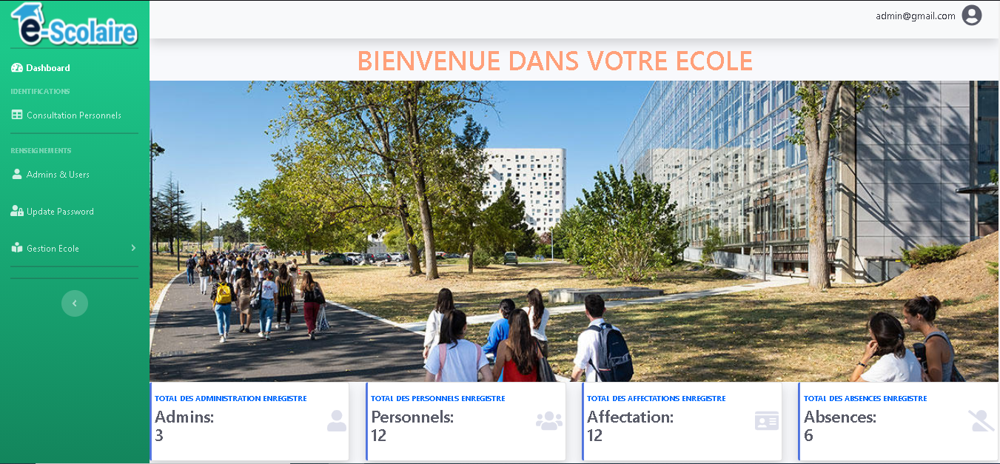 e-Scolaire
admin@gmail.com
Dashboard
IDENTIFICATIONS
Consultation Personnels
RENSEIGNEMENTS
Admins & Users
Update Password
Gestion Ecole
BIENVENUE DANS VOTRE ECOLE
TOTAL DES ADMINISTRATION ENREGISTRE
Admins:
3
TOTAL DES PERSONNELS ENREGISTRE
Personnels:
12
TOTAL DES AFFECTATIONS ENREGISTRE
Affectation:
12
TOTAL DES ABSENCES ENREGISTRE
Absences:
6